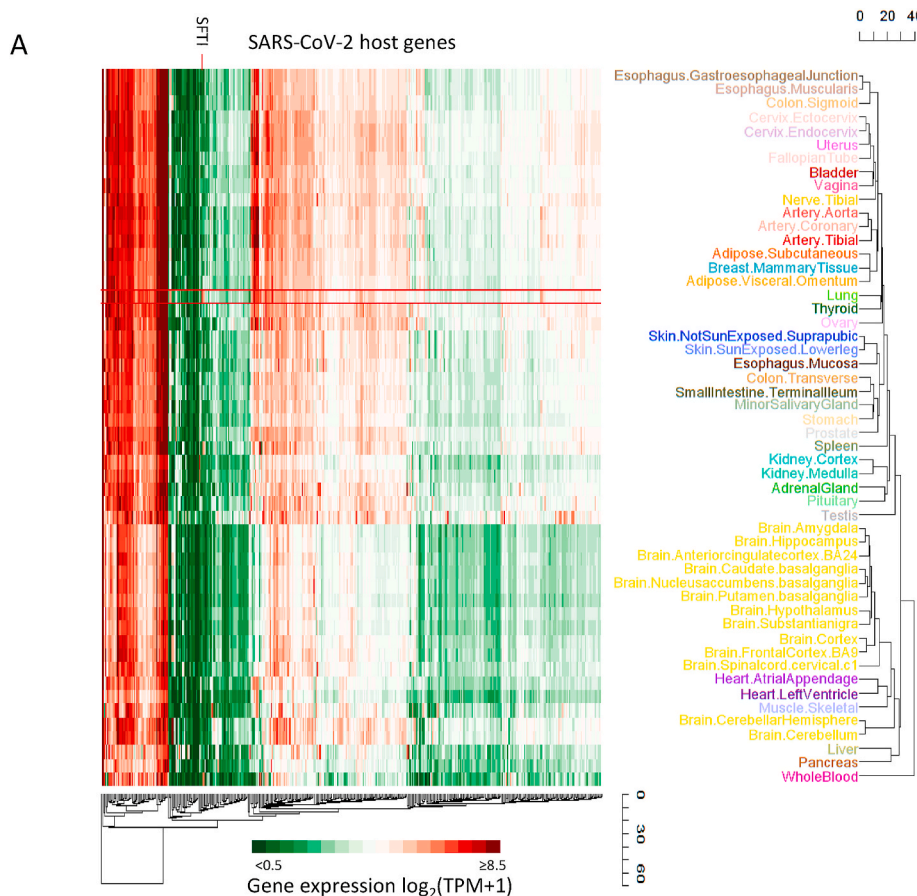 A
SFTI
SARS-CoV-2 host genes
0 20 40
Esophagus.GastroesophagealJunction
Esophagus.Muscularis
Colon.Sigmoid
Cervix.Ectocervix
Cervix.Endocervix
Uterus
FallopianTube
Bladder
Vagina
Nerve.Tibial
Artery.Aorta
Artery.Coronary
Artery.Tibial
Adipose.Subcutaneous
Breast.MammaryTissue
Adipose.Visceral.Omentum
Lung
Thyroid
Ovary
Skin.NotSunExposed.Suprapubic
Skin.SunExposed.Lowerleg
Esophagus.Mucosa
Colon.Transverse
SmallIntestine.TerminalIleum
MinorSalivaryGland
Stomach
Prostate
Spleen
Kidney.Cortex
Kidney.Medulla
AdrenalGland
Pituitary
Testis
Brain.Amygdala
Brain.Hippocampus
Brain.Anteriorcingulatecortex.BA24
Brain.Caudate.basalganglia
Brain.Nucleusaccumbens.basalganglia
Brain.Putamen.basalganglia
Brain.Hypothalamus
Brain.Substantianigra
Brain.Cortex
Brain.FrontalCortex.BA9
Brain.Spinalcord.cervical.c1
Heart.AtrialAppendage
Heart.LeftVentricle
Muscle.Skeletal
Brain.CerebellarHemisphere
Brain.Cerebellum
Liver
Pancreas
WholeBlood
0
30
60
<0.5 ≥8.5
Gene expression log2(TPM+1)